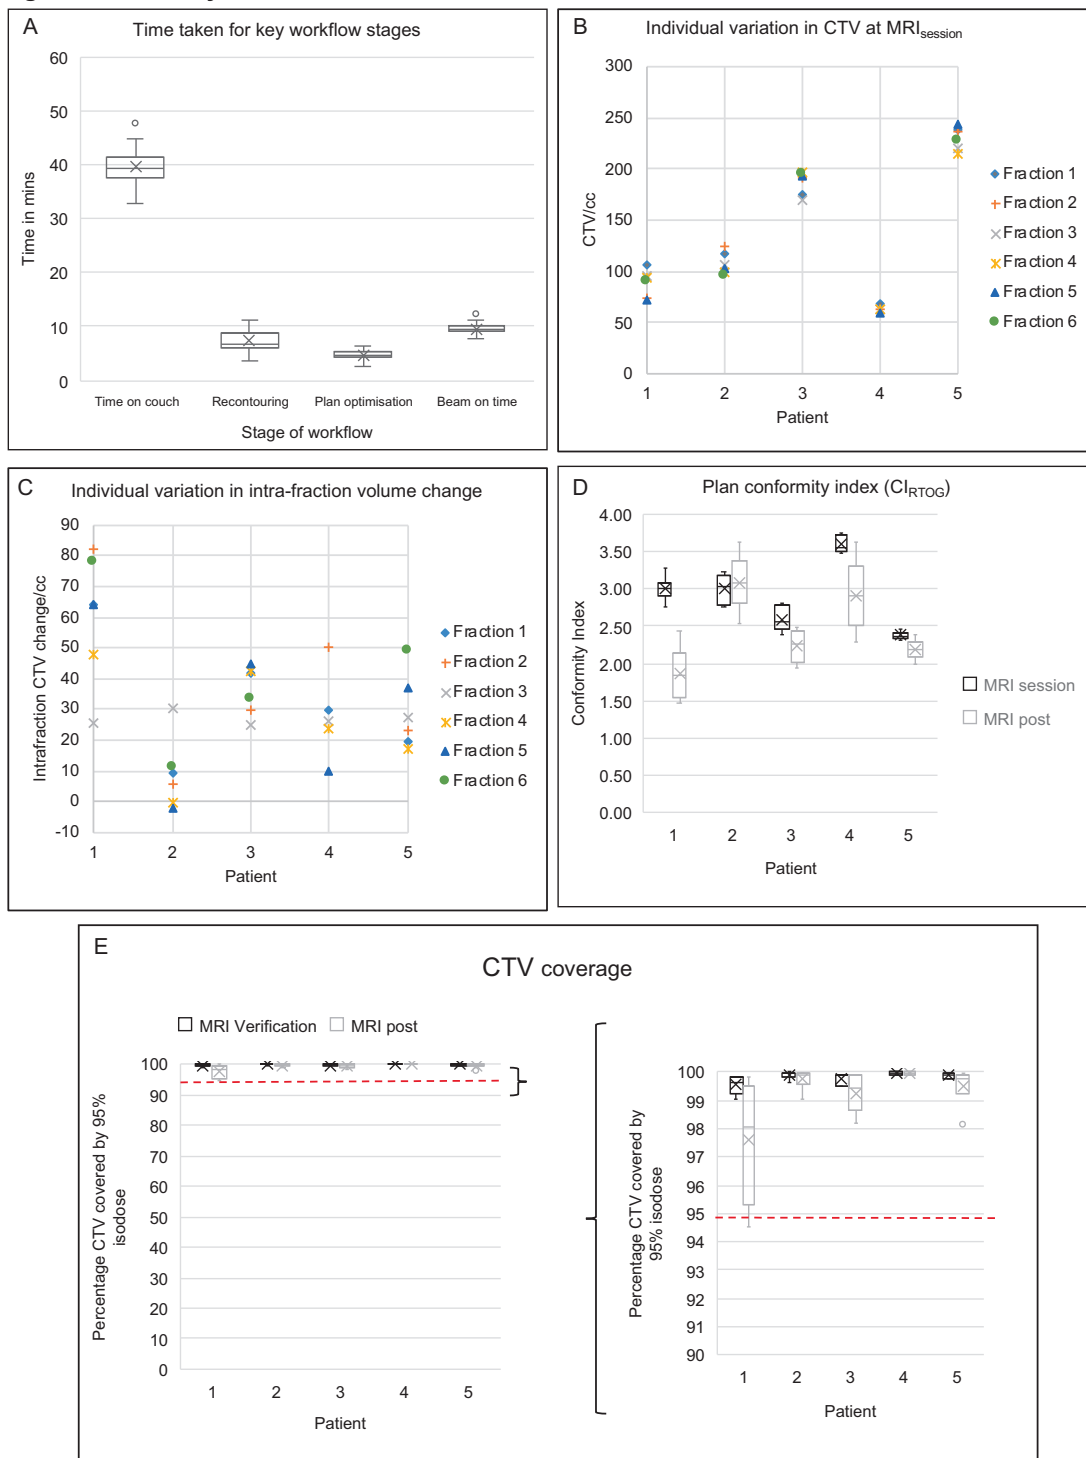 A
Time taken for key workflow stages
60
50
40
30
20
10
0
Time in mins
Time on couch
Recontouring
Plan optimisation
Beam on time
Stage of workflow
B
Individual variation in CTV at MRIsession
300
250
200
150
100
50
0
CTV/cc
1 2 3 4 5
Patient
Fraction 1
Fraction 2
Fraction 3
Fraction 4
Fraction 5
Fraction 6
C
Individual variation in intra-fraction volume change
90
80
70
60
50
40
30
20
10
0
-10
Intrafraction CTV change/cc
1 2 3 4 5
Patient
Fraction 1
Fraction 2
Fraction 3
Fraction 4
Fraction 5
Fraction 6
D
Plan conformity index (CIRTOG)
4.00
3.50
3.00
2.50
2.00
1.50
1.00
0.50
0.00
Conformity Index
1 2 3 4 5
Patient
MRI session
MRI post
E
CTV coverage
MRI Verification
MRI post
100
90
80
70
60
50
40
30
20
10
0
Percentage CTV covered by 95%
isodose
1 2 3 4 5
Patient
100
99
98
97
96
95
94
93
92
91
90
Percentage CTV covered by
95% isodose
1 2 3 4 5
Patient